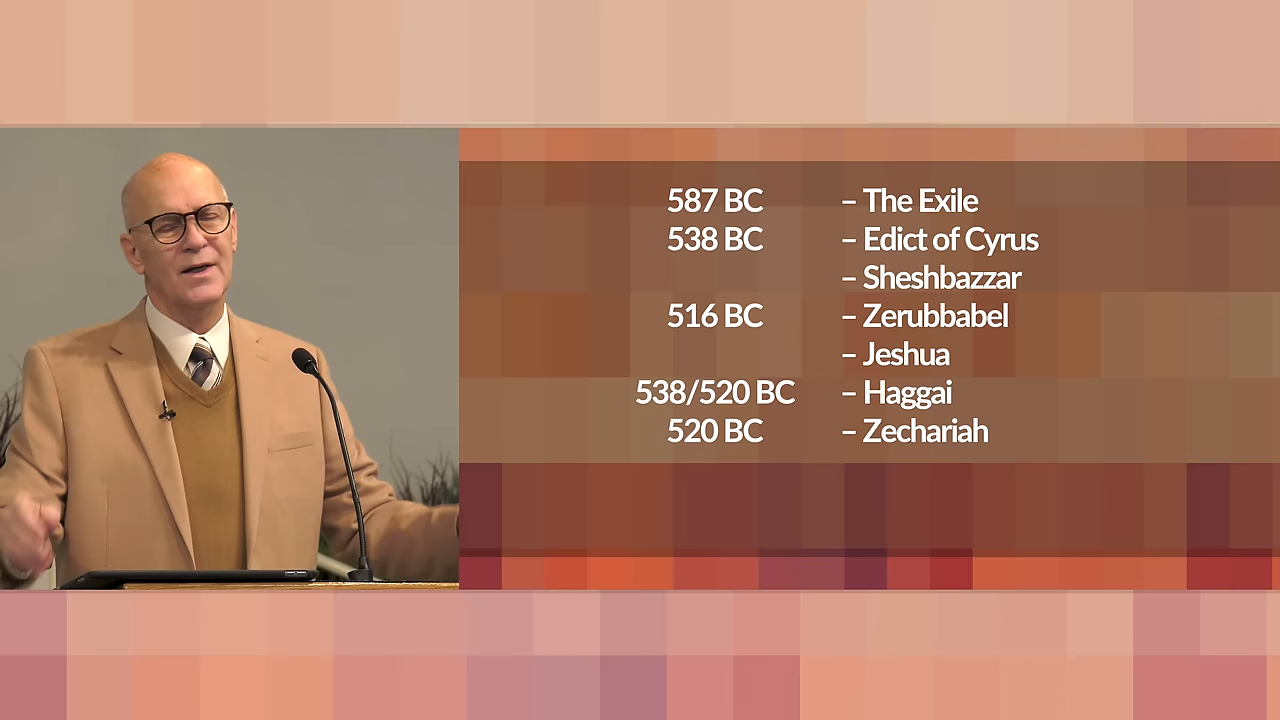 587 BC – The Exile
538 BC – Edict of Cyrus
– Sheshbazzar
516 BC – Zerubbabel
– Jeshua
538/520 BC – Haggai
520 BC – Zechariah